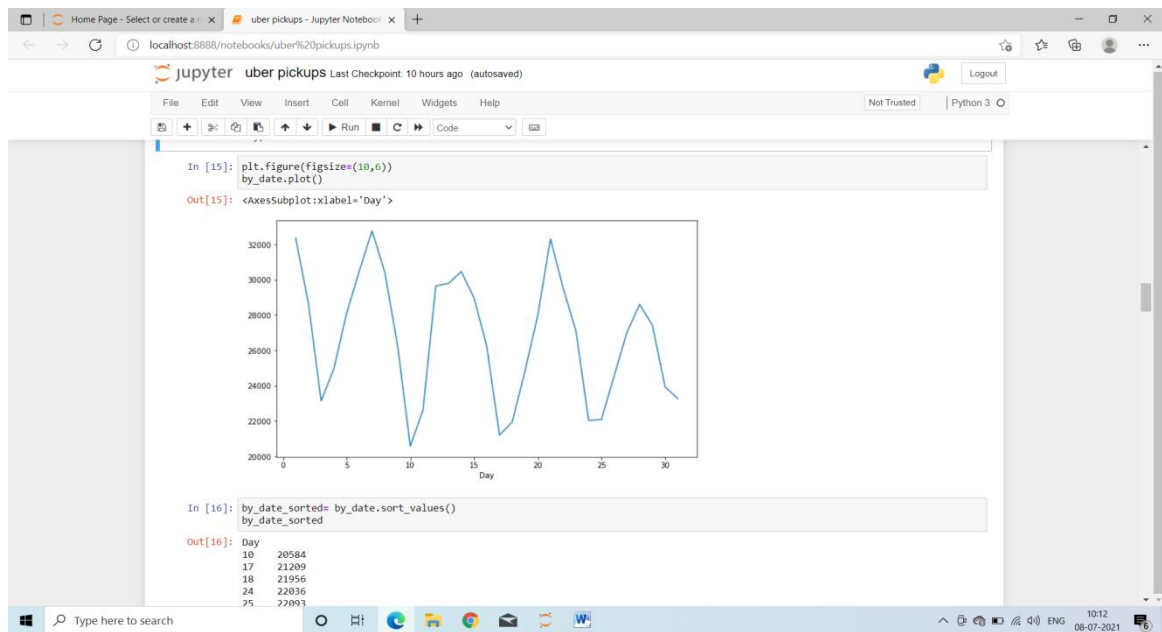 Home Page - Select or create a n
uber pickups - Jupyter Notebool
localhost:8888/notebooks/uber%20pickups.ipynb
jupyter uber pickups Last Checkpoint: 10 hours ago (autosaved)
Logout
File Edit View Insert Cell Kernel Widgets Help
Not Trusted
Python 3
Run
Code
In [15]: plt.figure(figsize=(10,6))
by_date.plot()
Out[15]: <AxesSubplot:xlabel='Day'>
32000
30000
28000
26000
24000
22000
20000
0 5 10 15 20 25 30
Day
In [16]: by_date_sorted= by_date.sort_values()
by_date_sorted
Out[16]: Day
10 20584
17 21209
18 21956
24 22036
25 22093
Type here to search
ENG
10:12
08-07-2021
6